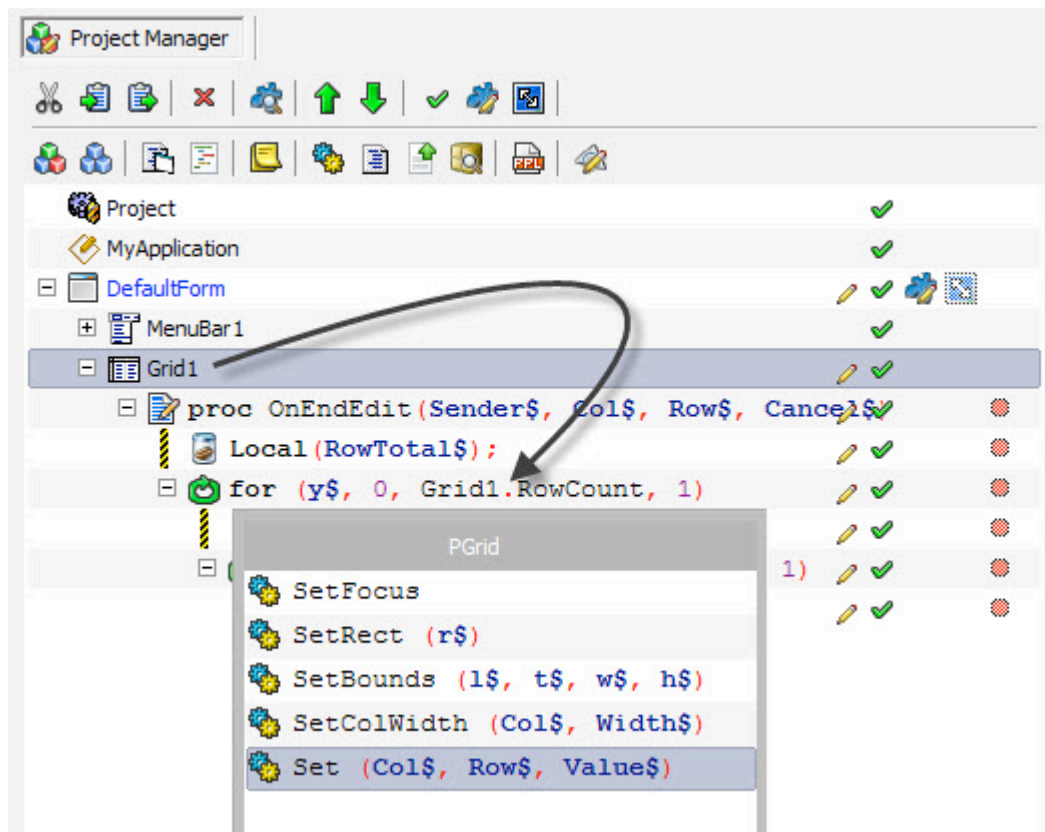 Project Manager
RPL
Project
MyApplication
DefaultForm
MenuBar1
Grid1
proc OnEndEdit(Sender$, Col$, Row$, Cancel$)
Local(RowTotal$);
for (y$, 0, Grid1.RowCount, 1)
PGrid
1)
SetFocus
SetRect (r$)
SetBounds (l$, t$, w$, h$)
SetColWidth (Col$, Width$)
Set (Col$, Row$, Value$)